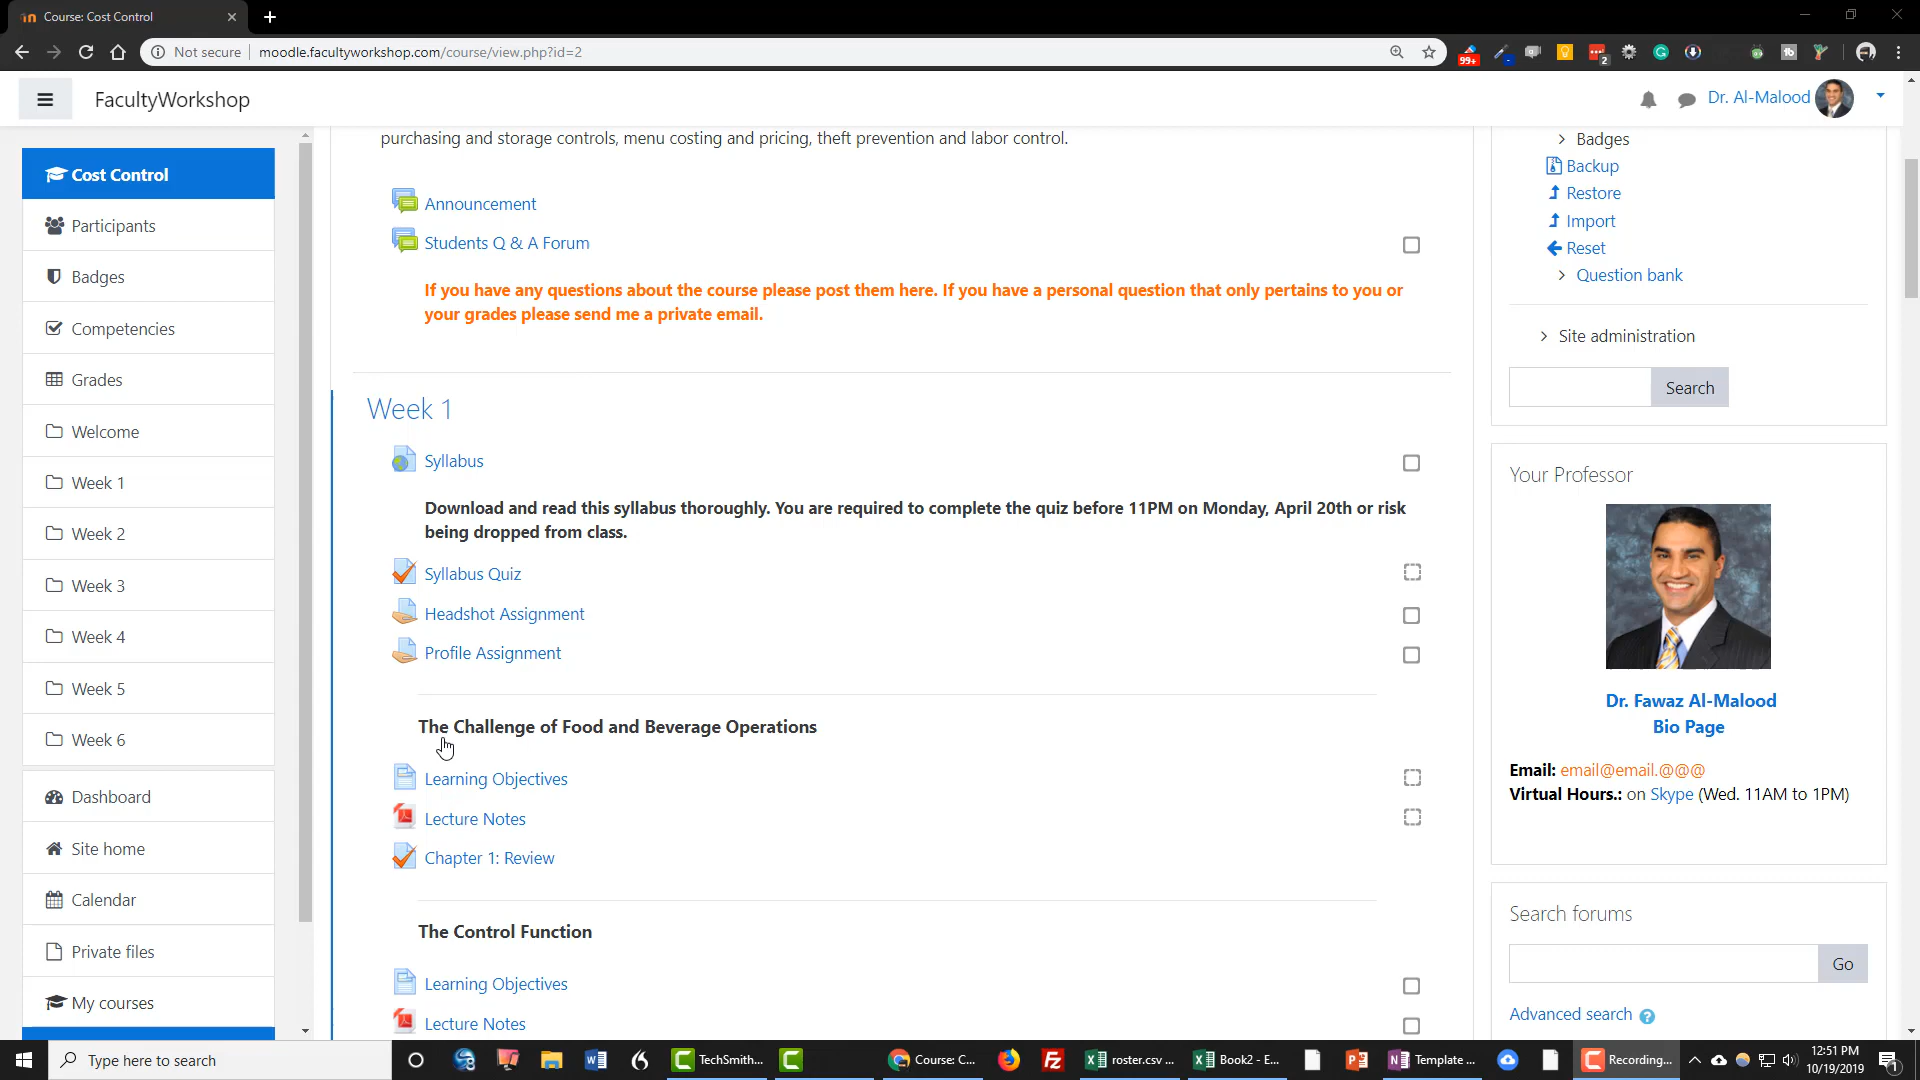 Course: Cost Control
Not secure
moodle.facultyworkshop.com/course/view.php?id=2
99+
2
FacultyWorkshop
Dr. Al-Malood
Cost Control
Participants
Badges
Competencies
Grades
Welcome
Week 1
Week 2
Week 3
Week 4
Week 5
Week 6
Dashboard
Site home
Calendar
Private files
My courses
purchasing and storage controls, menu costing and pricing, theft prevention and labor control.
Announcement
Students Q & A Forum
If you have any questions about the course please post them here. If you have a personal question that only pertains to you or
your grades please send me a private email.
Week 1
Syllabus
Download and read this syllabus thoroughly. You are required to complete the quiz before 11PM on Monday, April 20th or risk
being dropped from class.
Syllabus Quiz
Headshot Assignment
Profile Assignment
The Challenge of Food and Beverage Operations
Learning Objectives
Lecture Notes
Chapter 1: Review
The Control Function
Learning Objectives
Lecture Notes
Badges
Backup
Restore
Import
Reset
Question bank
Site administration
Search
Your Professor
Dr. Fawaz Al-Malood
Bio Page
Email: email@email.@@@
Virtual Hours.: on Skype (Wed. 11AM to 1PM)
Search forums
Go
Advanced search ?
Type here to search
TechSmith...
Course: C...
roster.csv ...
Book2 - E...
Template ...
Recording...
12:51 PM
10/19/2019
1